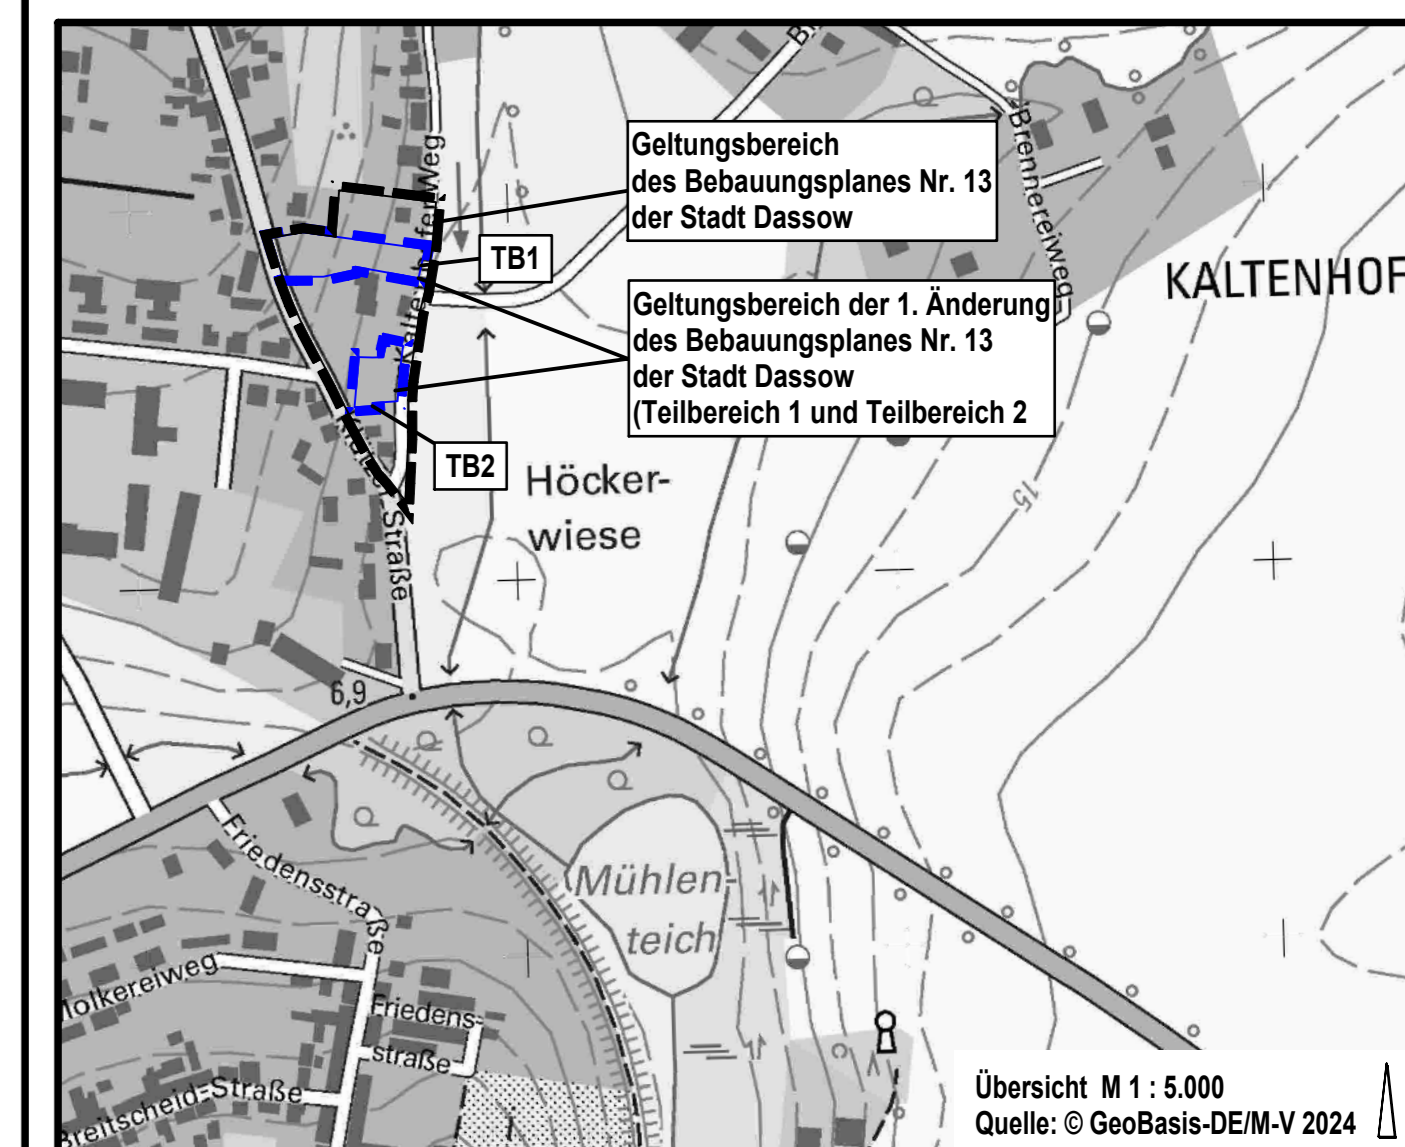 Geltungsbereich
des Bebauungsplanes Nr. 13
der Stadt Dassow
Brennereiweg
TB1
KALTENHOF
Geltungsbereich der 1. Änderung
des Bebauungsplanes Nr. 13
der Stadt Dassow
(Teilbereich 1 und Teilbereich 2
TB2
Höcker-
wiese
15
Straße
6,9
Friedensstraße
Mühlen-
teich
Molkereiweg
Friedens-
straße
Breitscheid-Straße
Übersicht M 1 : 5.000
Quelle: © GeoBasis-DE/M-V 2024